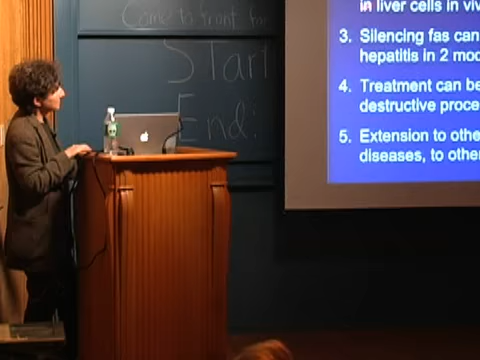 Come to front for
Start
End:
in liver cells in viv
3. Silencing fas can
hepatitis in 2 mod
4. Treatment can be
destructive proce
5. Extension to othe
diseases, to other